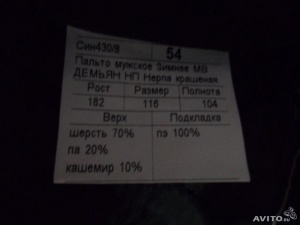 Син430/8 54
Пальто мужское Зимнее МВ
ДЕМЬЯН НП Нерпа крашеная
Рост Размер Полнота
182 116 104
Верх Подкладка
шерсть 70% пэ 100%
па 20%
кашемир 10%
AVITO.ru